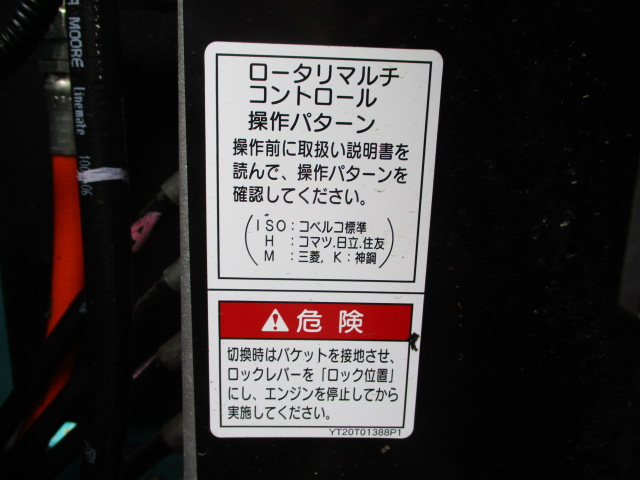 MOORE
Linemate
ロータリマルチ
コントロール
操作パターン
操作前に取扱い説明書を
読んで、操作パターンを
確認してください。
ISO:コベルコ標準
H:コマツ.日立.住友
M:三菱,K:神鋼
危険
切換時はバケットを接地させ、
ロックレバーを「ロック位置」
にし、エンジンを停止してから
実施してください。
YT20T01388P1